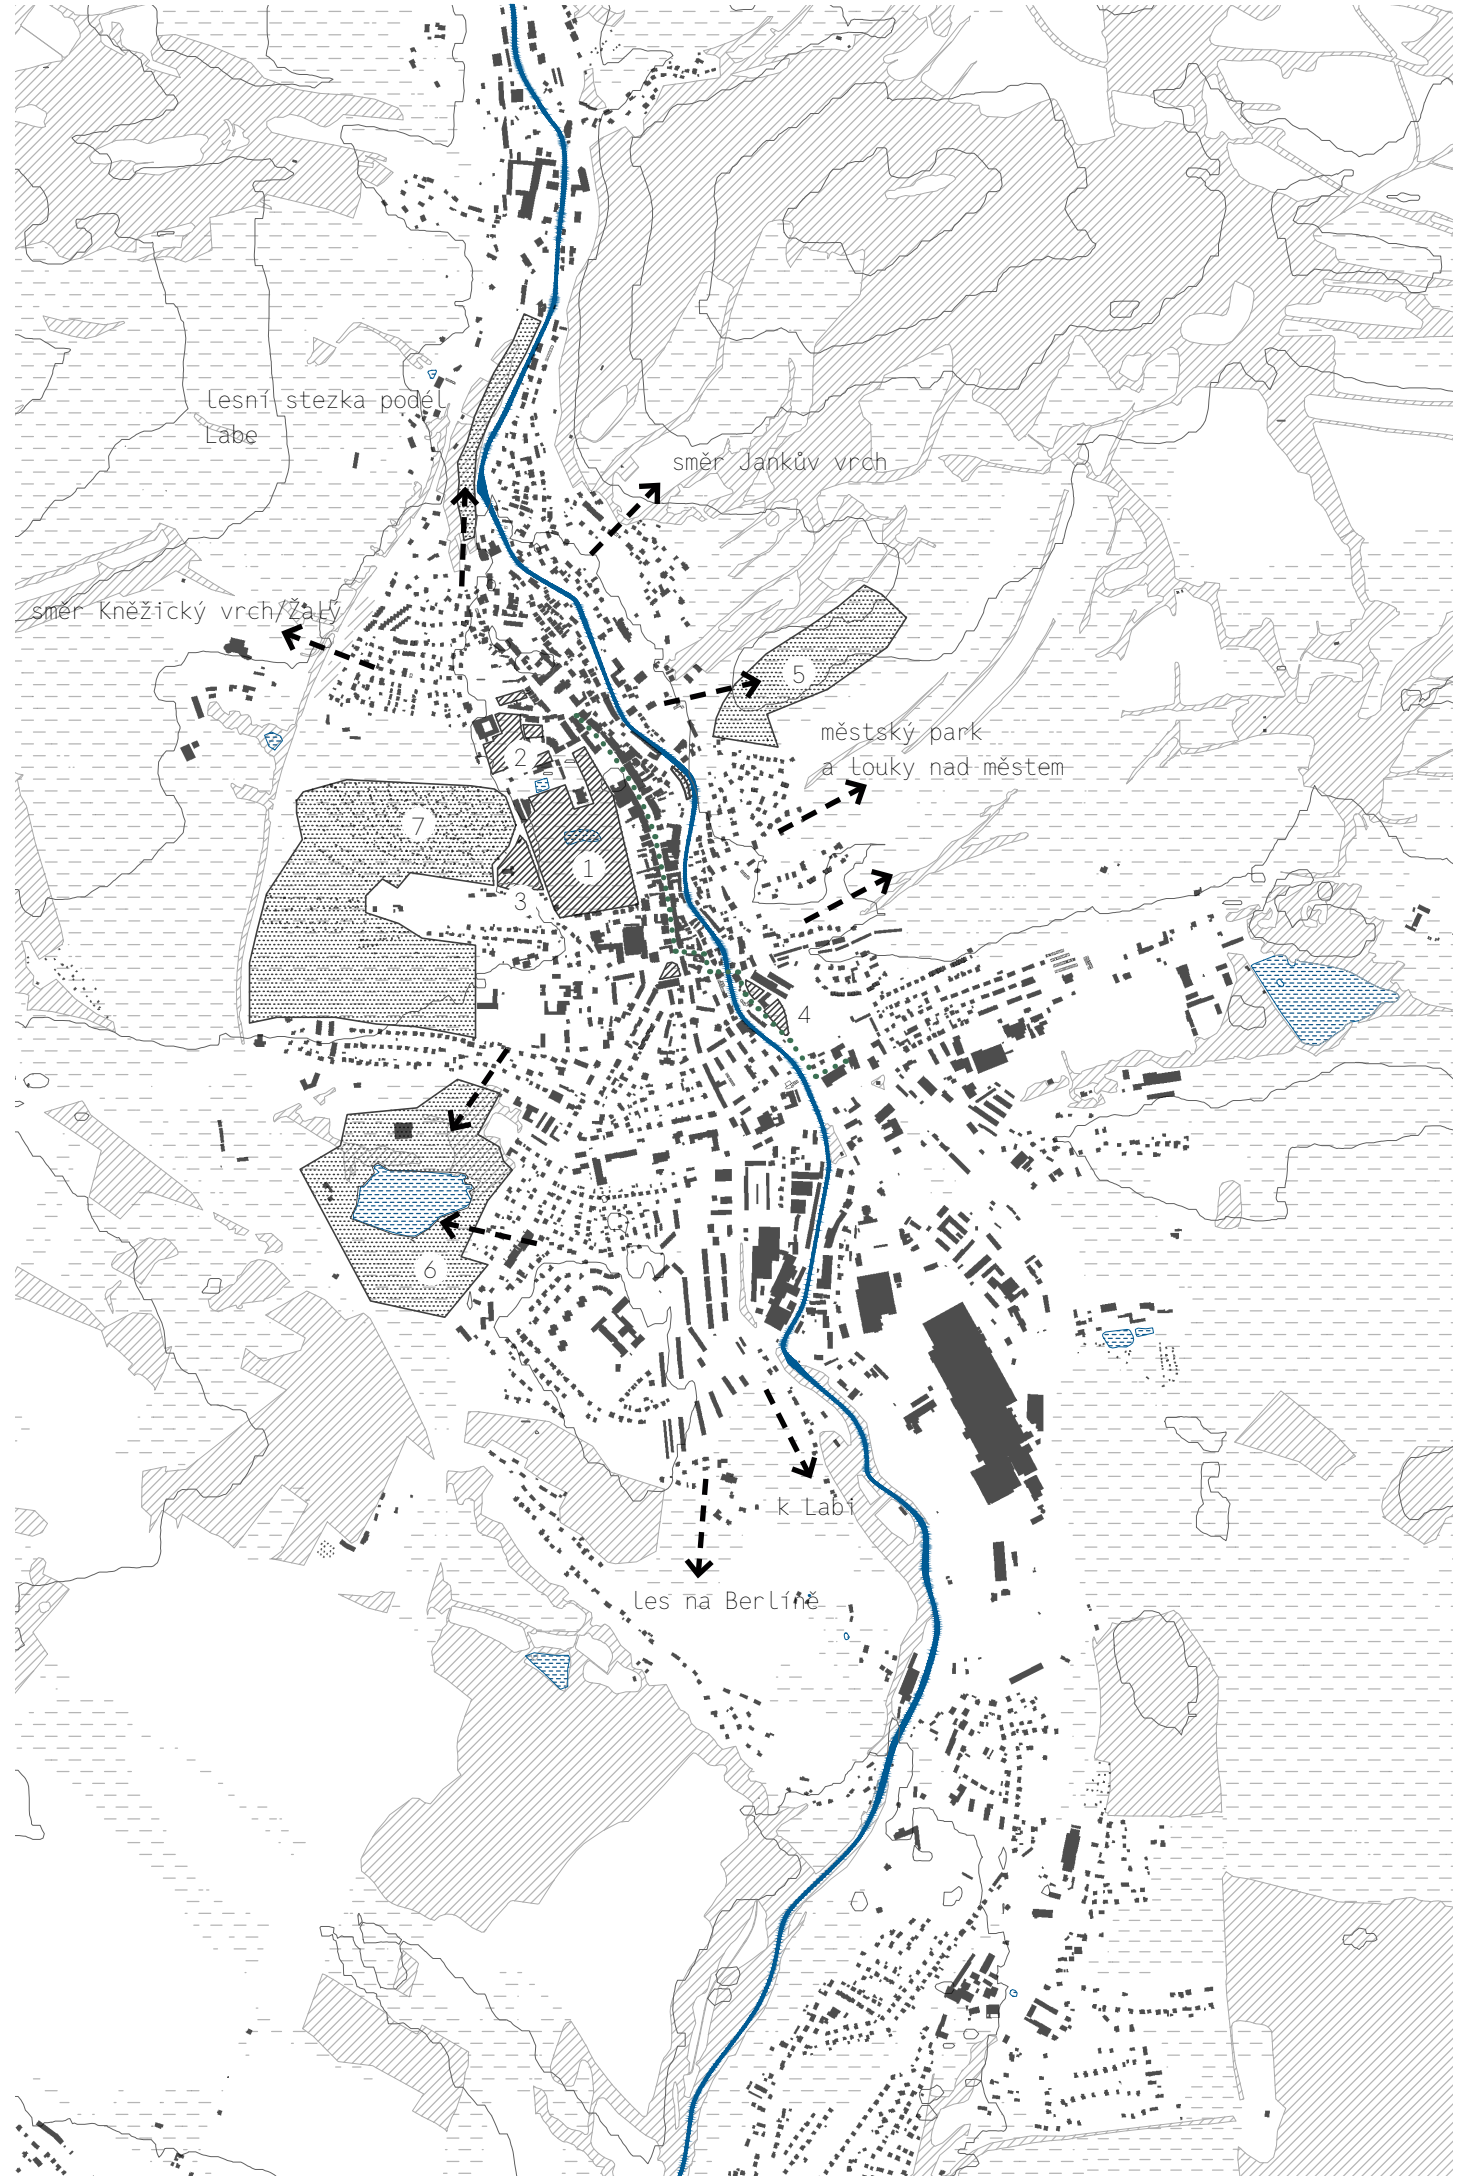 lesní stezka podél
Labe
směr Jankův vrch
směr Kněžický vrch/Žalý
5
městský park
a louky nad městem
2
7
1
3
4
6
k Labi
les na Berlíně